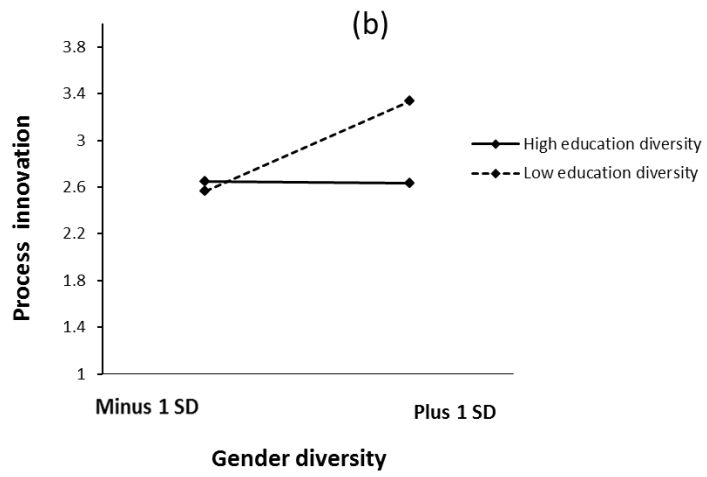 (b)
3.8
3.4
3
2.6
2.2
1.8
1.4
1
Process innovation
High education diversity
Low education diversity
Minus 1 SD
Plus 1 SD
Gender diversity